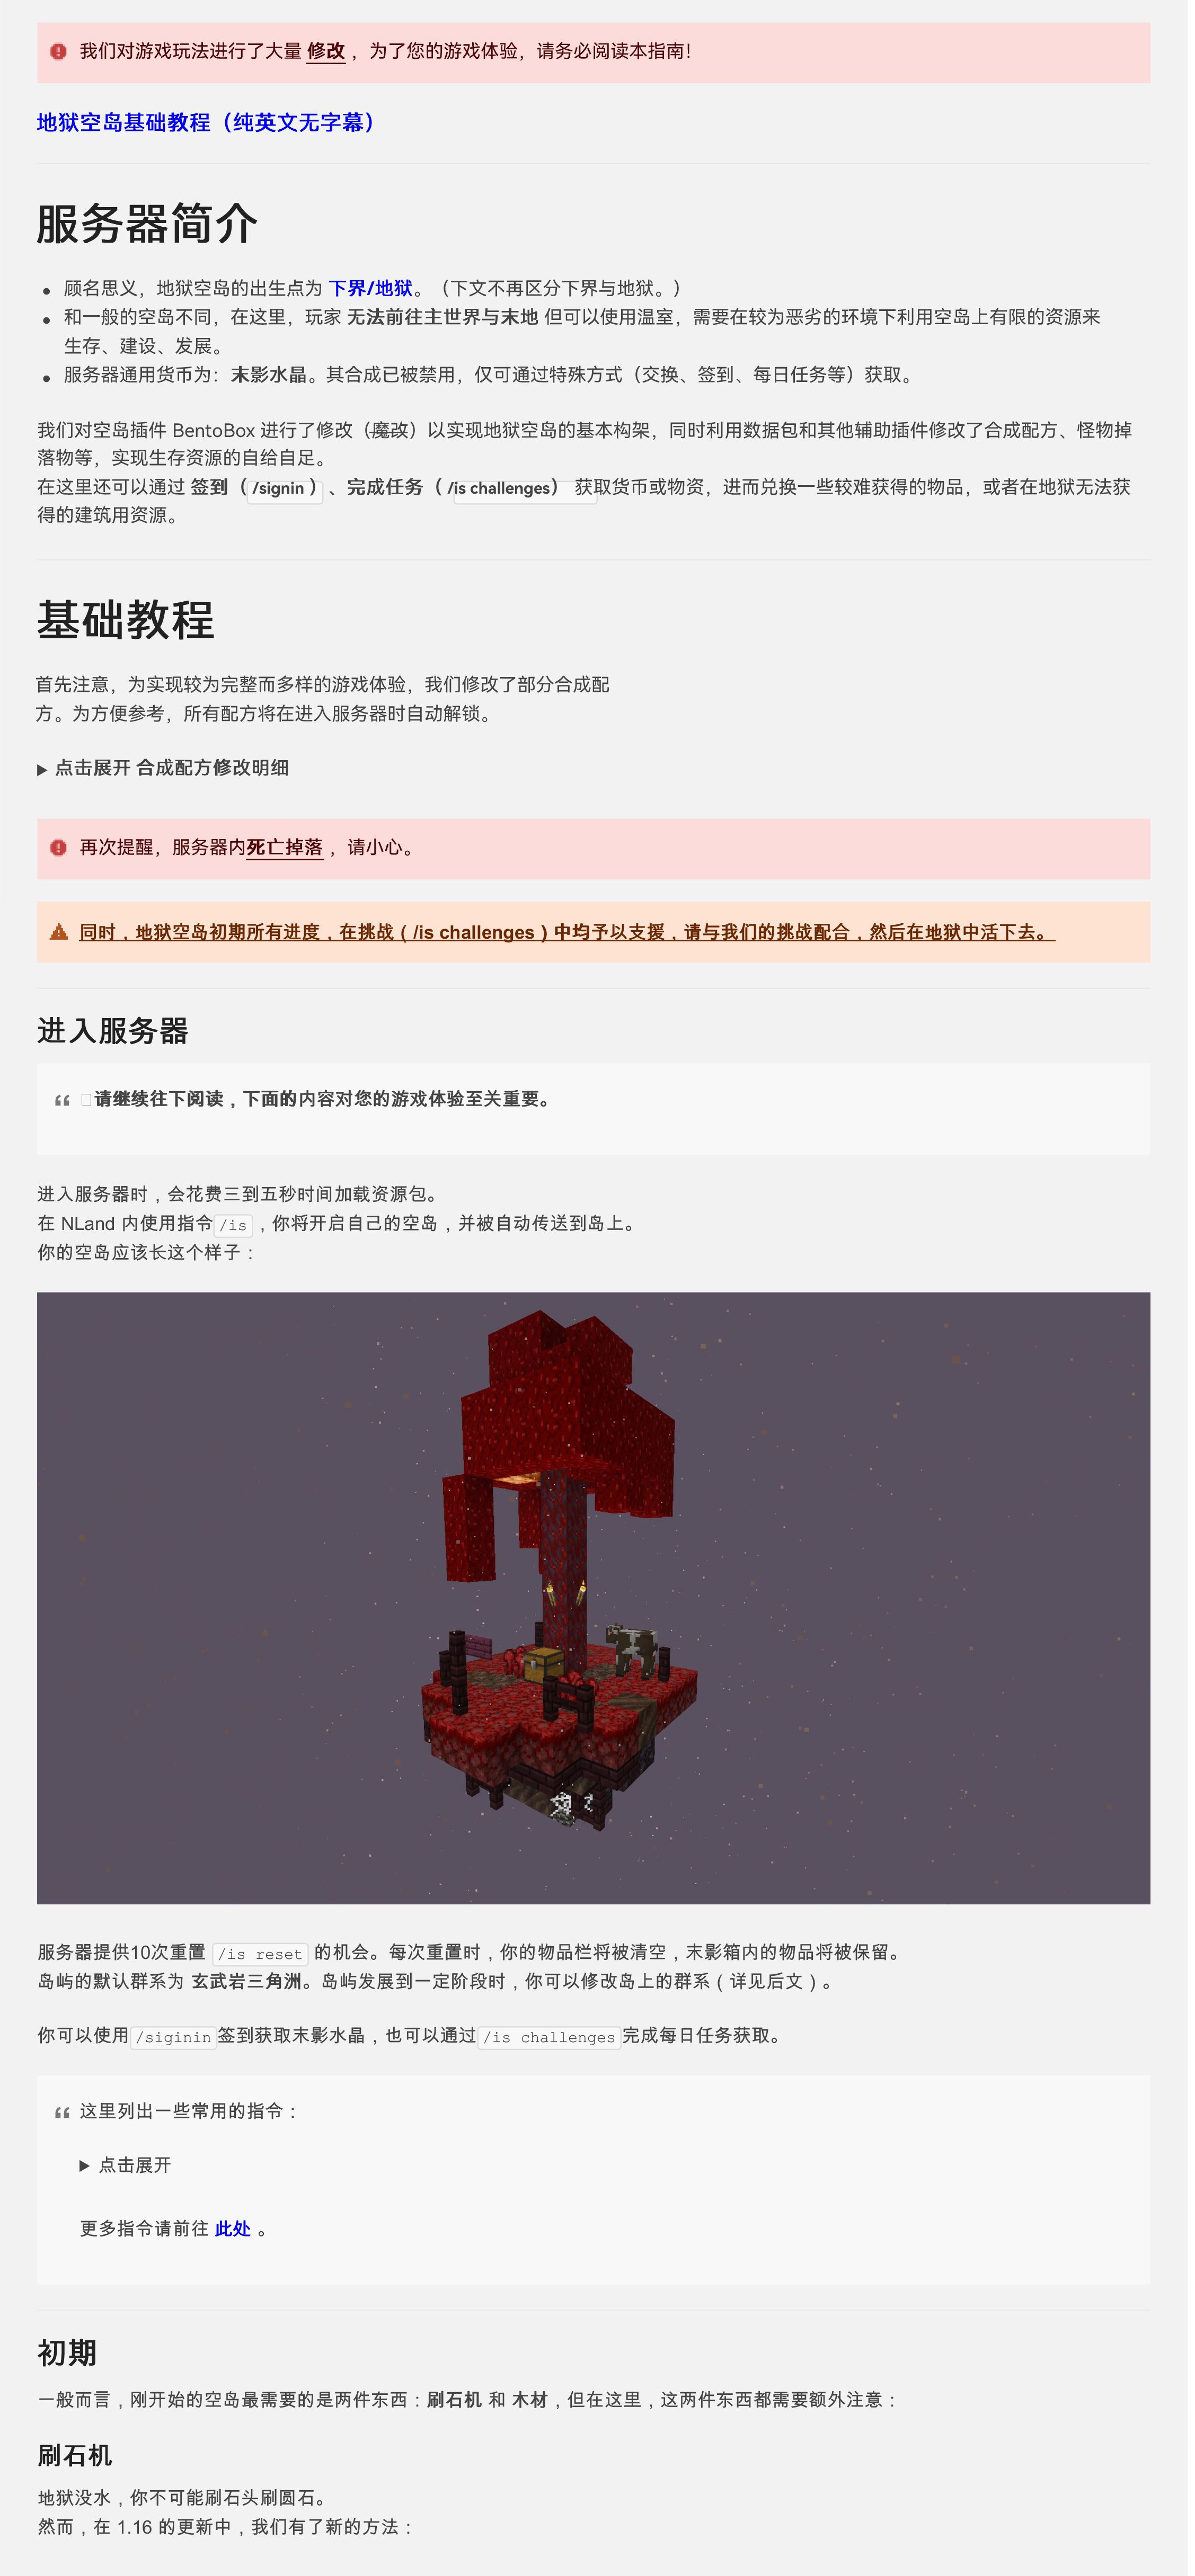 我们对游戏玩法进行了大量 修改 ，为了您的游戏体验，请务必阅读本指南！
地狱空岛基础教程（纯英文无字幕）
服务器简介
顾名思义，地狱空岛的出生点为 下界/地狱。（下文不再区分下界与地狱。）
和一般的空岛不同，在这里，玩家 无法前往主世界与末地 但可以使用温室，需要在较为恶劣的环境下利用空岛上有限的资源来
生存、建设、发展。
服务器通用货币为：末影水晶。其合成已被禁用，仅可通过特殊方式（交换、签到、每日任务等）获取。
我们对空岛插件 BentoBox 进行了修改（魔改）以实现地狱空岛的基本构架，同时利用数据包和其他辅助插件修改了合成配方、怪物掉
落物等，实现生存资源的自给自足。
在这里还可以通过 签到（ /signin ）、完成任务（ /is challenges） 获取货币或物资，进而兑换一些较难获得的物品，或者在地狱无法获
得的建筑用资源。
基础教程
首先注意，为实现较为完整而多样的游戏体验，我们修改了部分合成配
方。为方便参考，所有配方将在进入服务器时自动解锁。
▶ 点击展开 合成配方修改明细
再次提醒，服务器内死亡掉落 ，请小心。
同时，地狱空岛初期所有进度，在挑战（ /is challenges ）中均予以支援，请与我们的挑战配合，然后在地狱中活下去。
进入服务器
“ □请继续往下阅读，下面的内容对您的游戏体验至关重要。
进入服务器时，会花费三到五秒时间加载资源包。
在 NLand 内使用指令 /is ，你将开启自己的空岛，并被自动传送到岛上。
你的空岛应该长这个样子：
服务器提供10次重置 /is reset 的机会。每次重置时，你的物品栏将被清空，末影箱内的物品将被保留。
岛屿的默认群系为 玄武岩三角洲。岛屿发展到一定阶段时，你可以修改岛上的群系（详见后文）。
你可以使用 /siginin 签到获取末影水晶，也可以通过 /is challenges 完成每日任务获取。
“ 这里列出一些常用的指令：
▶ 点击展开
更多指令请前往 此处 。
初期
一般而言，刚开始的空岛最需要的是两件东西：刷石机 和 木材，但在这里，这两件东西都需要额外注意：
刷石机
地狱没水，你不可能刷石头刷圆石。
然而，在 1.16 的更新中，我们有了新的方法：